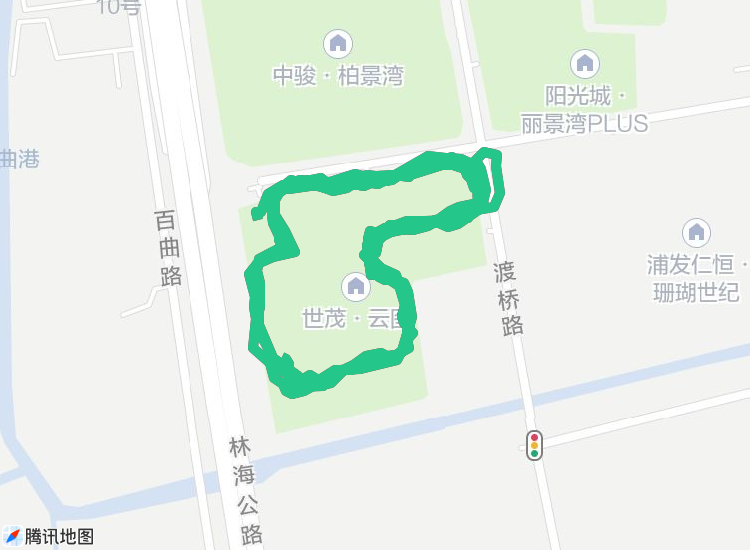 10号
中骏·柏景湾
阳光城·
丽景湾PLUS
曲港
百曲路
渡桥路
浦发仁恒·
珊瑚世纪
世茂·云
林海公路
腾讯地图